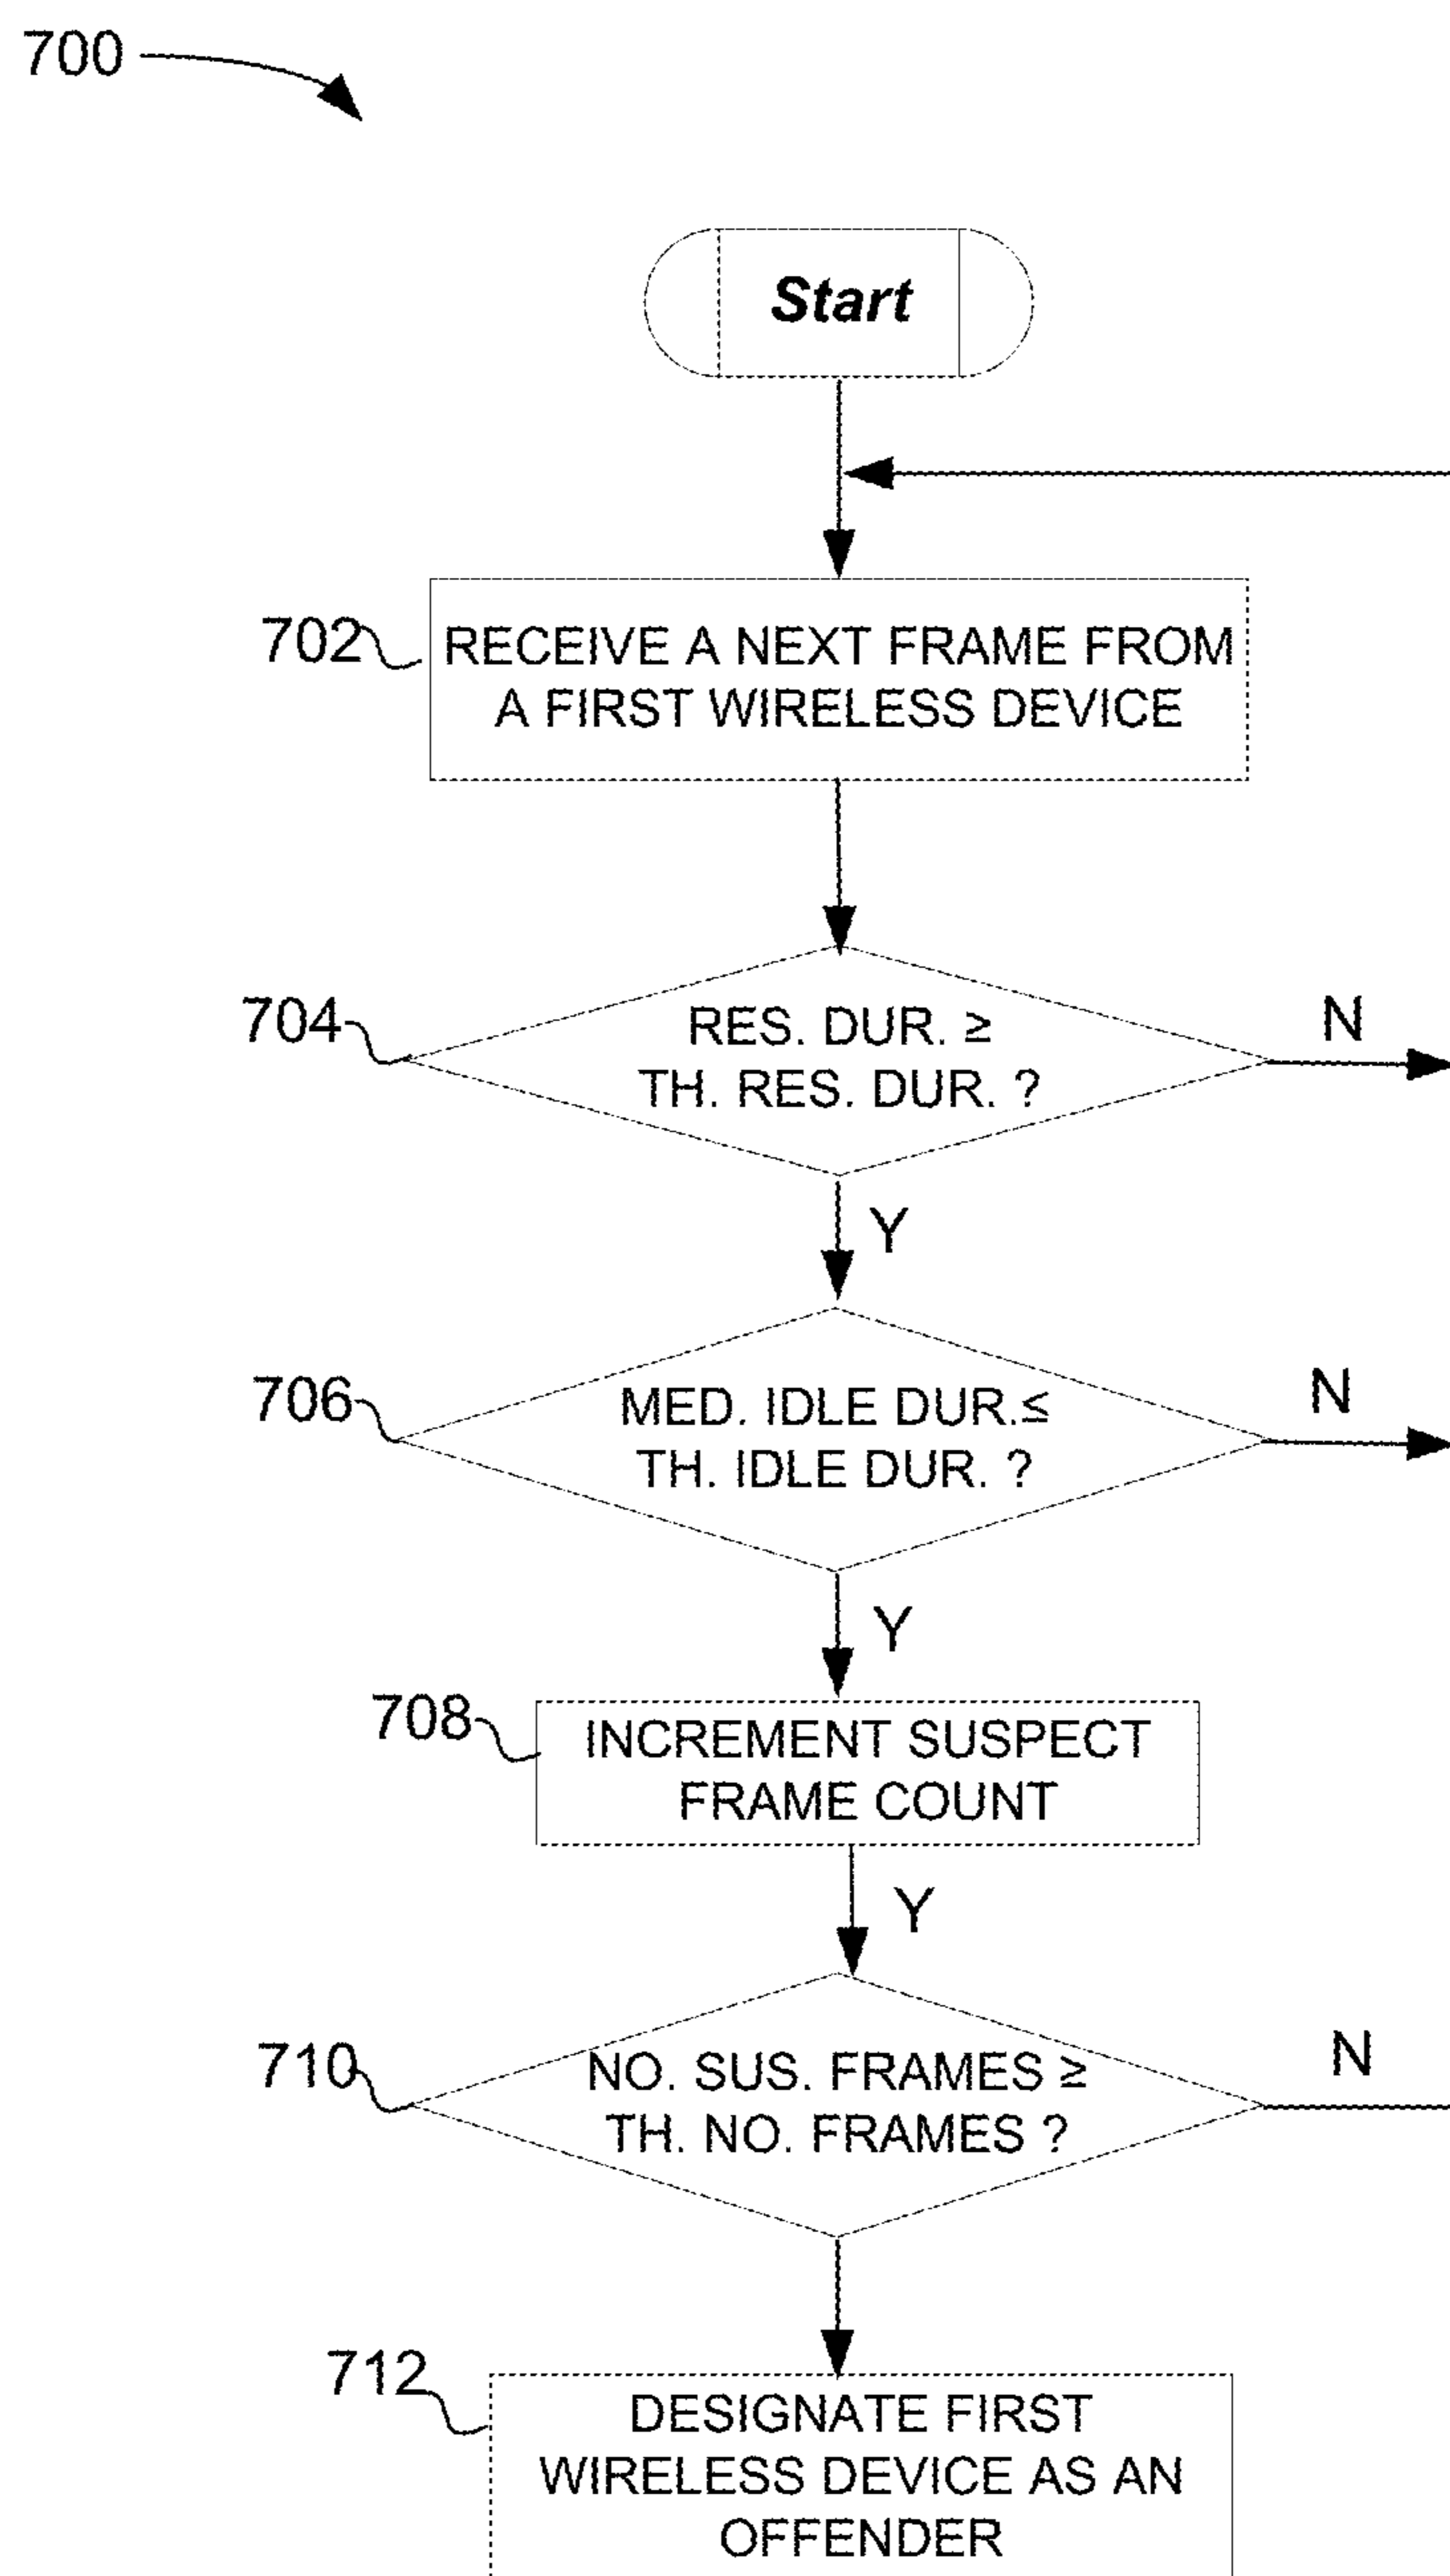 700
Start
702
RECEIVE A NEXT FRAME FROM
A FIRST WIRELESS DEVICE
704
RES. DUR. ≥
TH. RES. DUR. ?
N
Y
706
MED. IDLE DUR.≤
TH. IDLE DUR. ?
N
Y
708
INCREMENT SUSPECT
FRAME COUNT
Y
710
NO. SUS. FRAMES ≥
TH. NO. FRAMES ?
N
712
DESIGNATE FIRST
WIRELESS DEVICE AS AN
OFFENDER